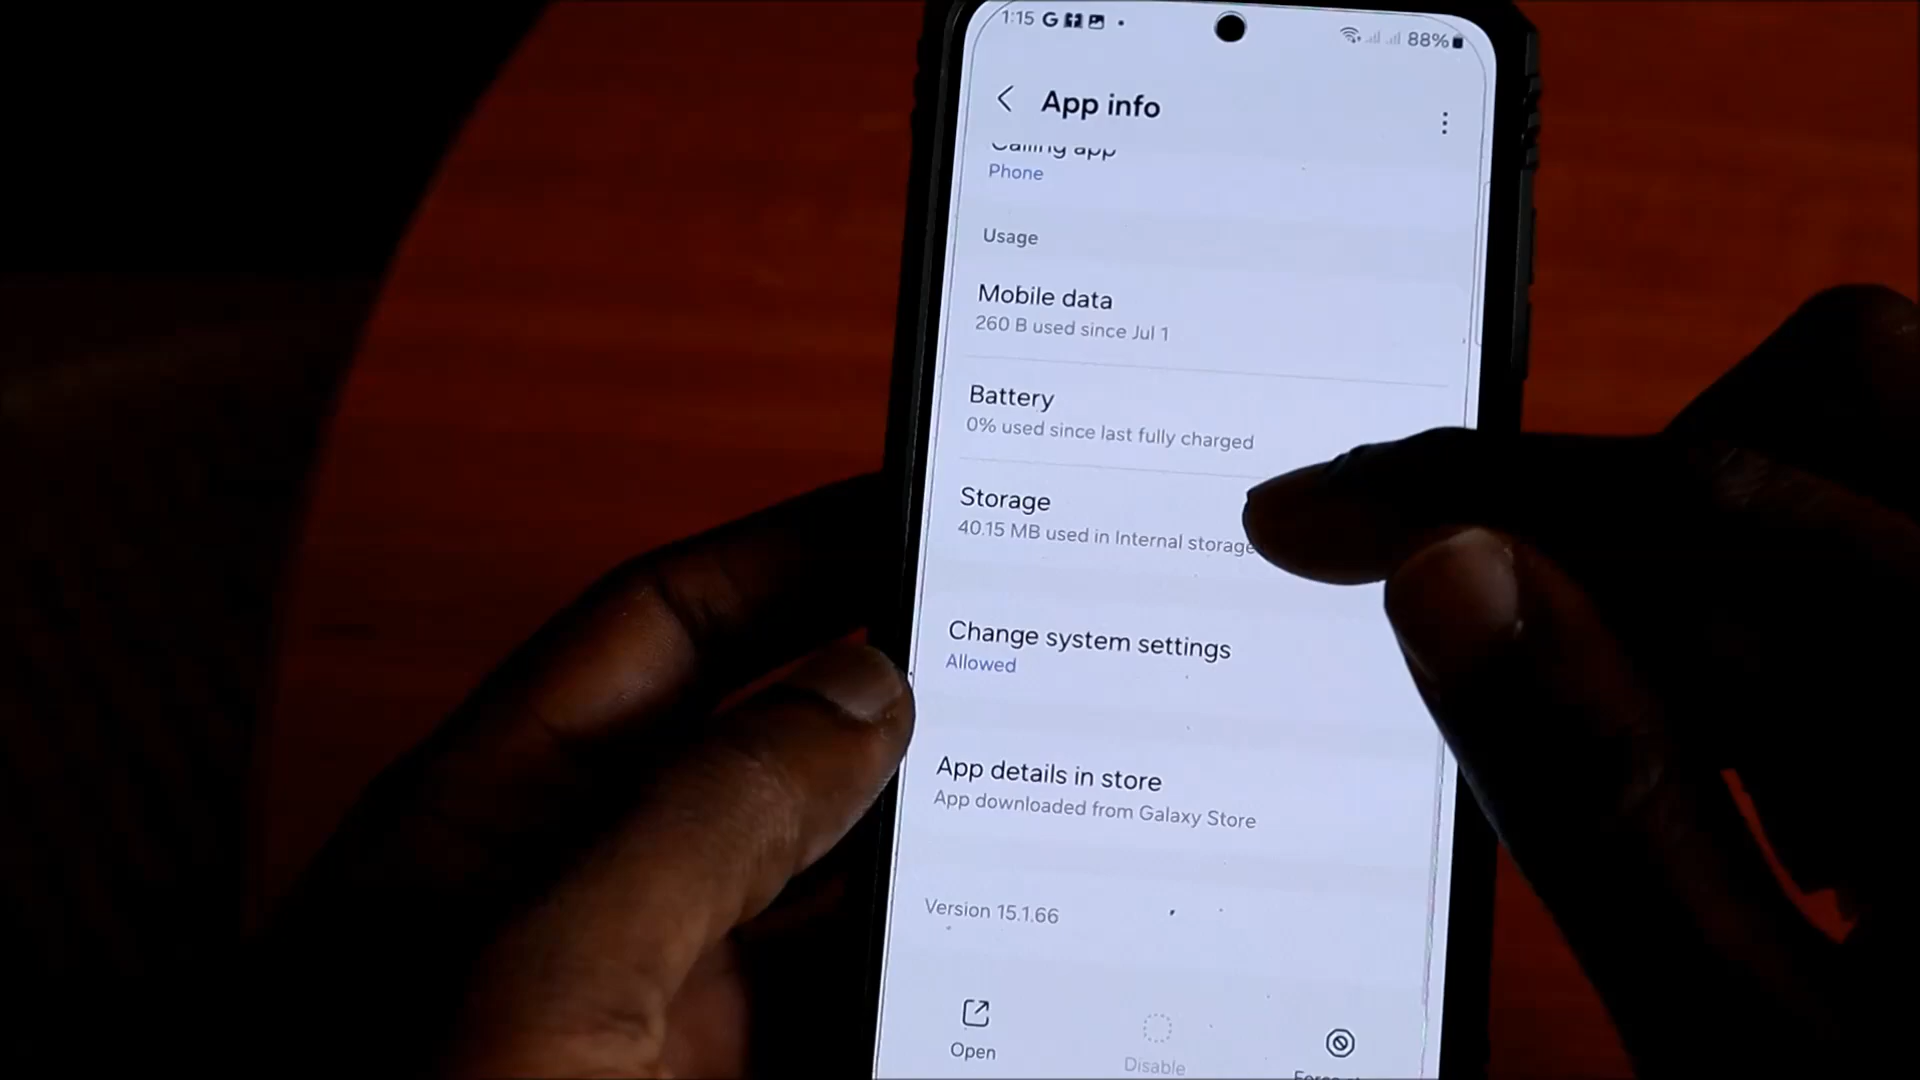 1:15 G
88%
App info
Calling app
Phone
Usage
Mobile data
260 B used since Jul 1
Battery
0% used since last fully charged
Storage
40.15 MB used in Internal storage
Change system settings
Allowed
App details in store
App downloaded from Galaxy Store
Version 15.1.66
Open
Disable